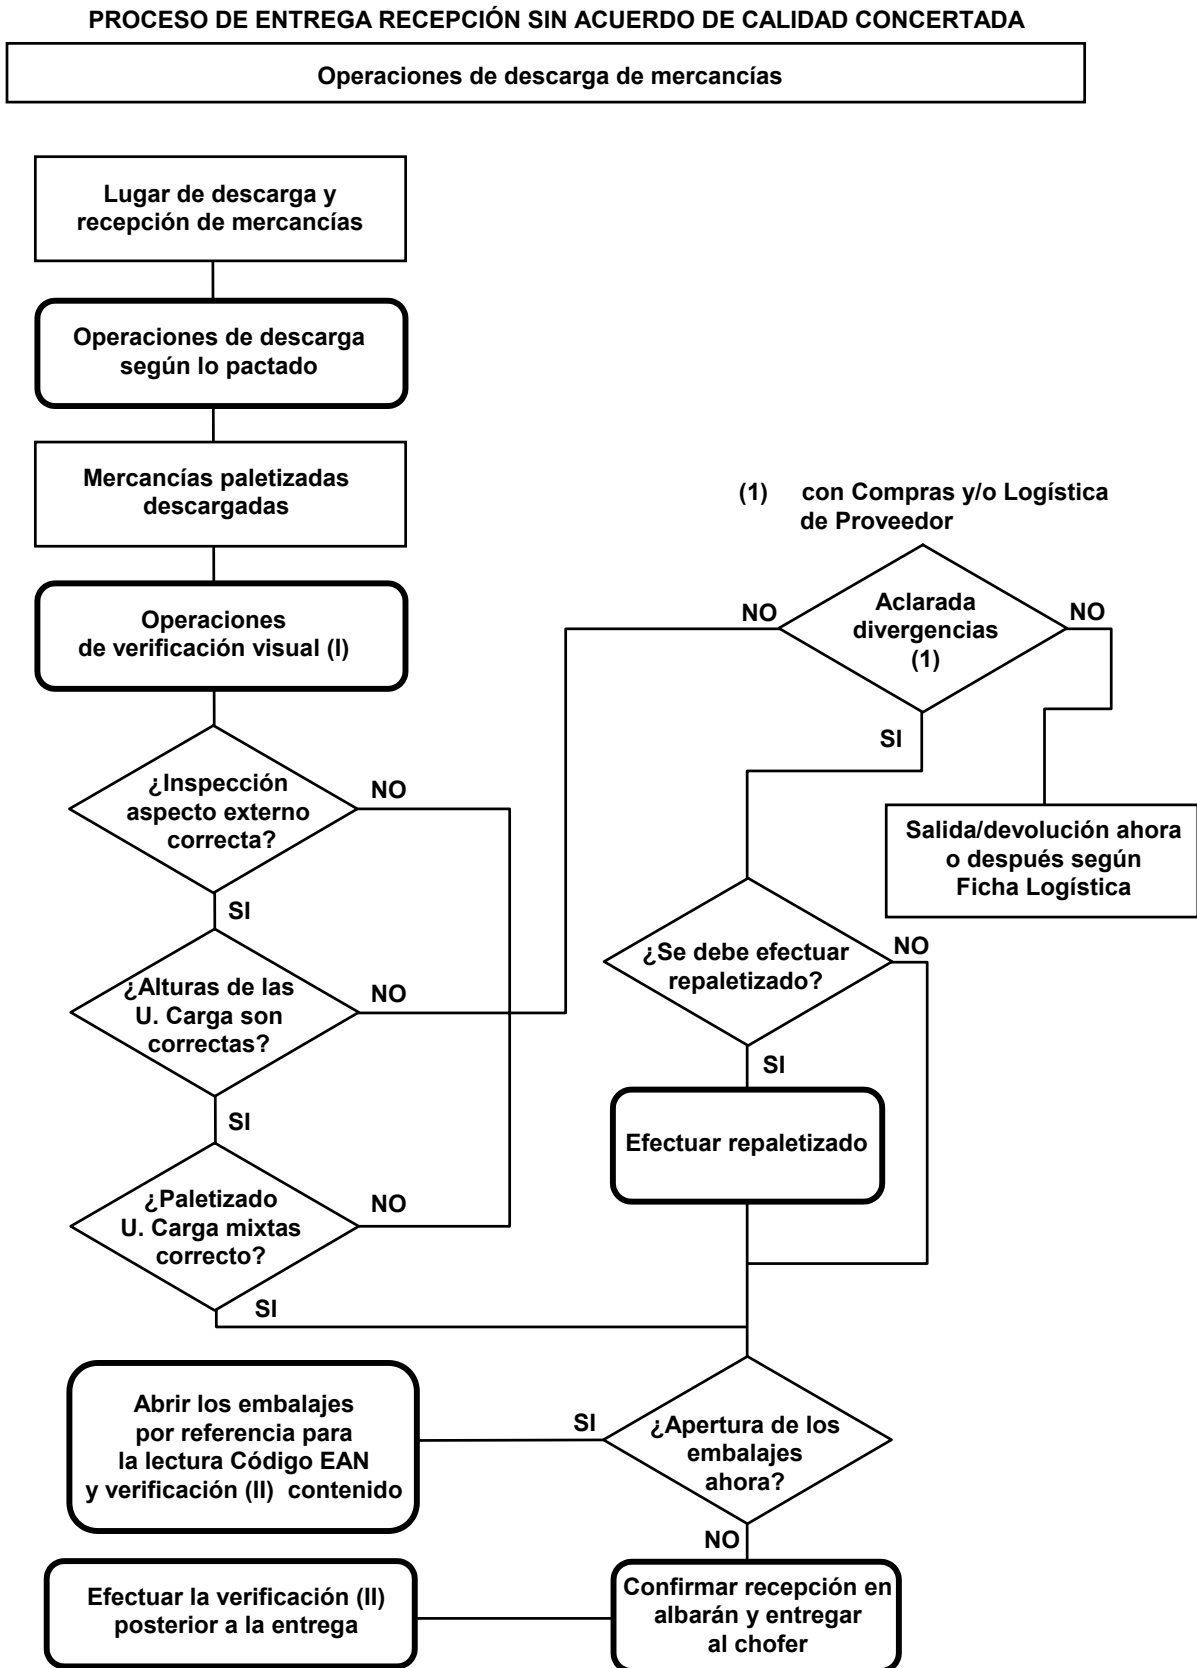 PROCESO DE ENTREGA RECEPCIÓN SIN ACUERDO DE CALIDAD CONCERTADA
Operaciones de descarga de mercancías
Lugar de descarga y
recepción de mercancías
Operaciones de descarga
según lo pactado
Mercancías paletizadas
descargadas
Operaciones
de verificación visual (I)
¿Inspección
aspecto externo
correcta?
NO
SI
¿Alturas de las
U. Carga son
correctas?
NO
SI
¿Paletizado
U. Carga mixtas
correcto?
NO
SI
(1) con Compras y/o Logística
de Proveedor
NO
Aclarada
divergencias
(1)
NO
SI
Salida/devolución ahora
o después según
Ficha Logística
¿Se debe efectuar
repaletizado?
NO
SI
Efectuar repaletizado
¿Apertura de los
embalajes
ahora?
SI
NO
Abrir los embalajes
por referencia para
la lectura Código EAN
y verificación (II) contenido
Confirmar recepción en
albarán y entregar
al chofer
Efectuar la verificación (II)
posterior a la entrega